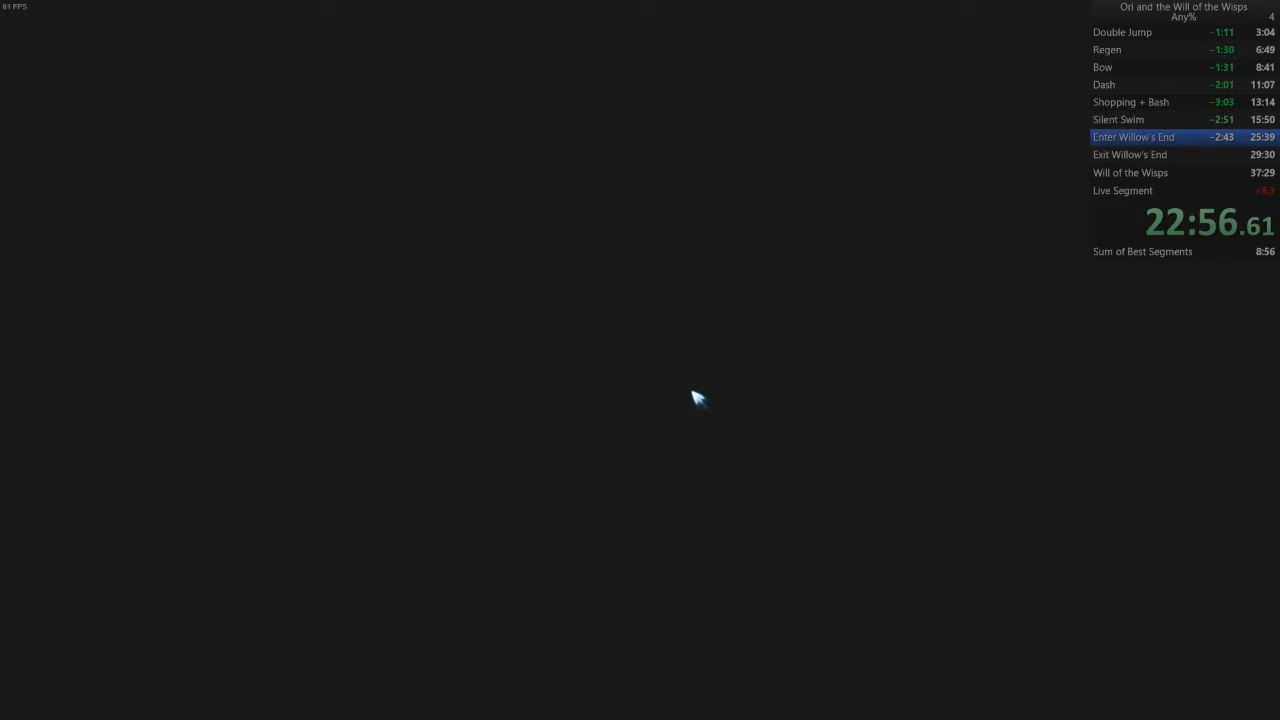 61 FPS
Ori and the Will of the Wisps
Any% 4
Double Jump −1:11 3:04
Regen −1:30 6:49
Bow −1:31 8:41
Dash −2:01 11:07
Shopping + Bash −3:03 13:14
Silent Swim −2:51 15:50
Enter Willow's End −2:43 25:39
Exit Willow's End 29:30
Will of the Wisps 37:29
Live Segment +8.3
22:56.61
Sum of Best Segments 8:56